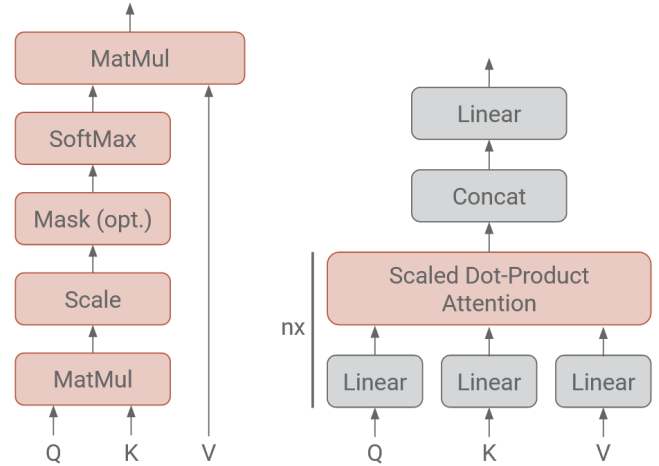 MatMul
SoftMax
Mask (opt.)
Scale
MatMul
Q K V
Linear
Concat
Scaled Dot-Product
Attention
nx
Linear Linear Linear
Q K V